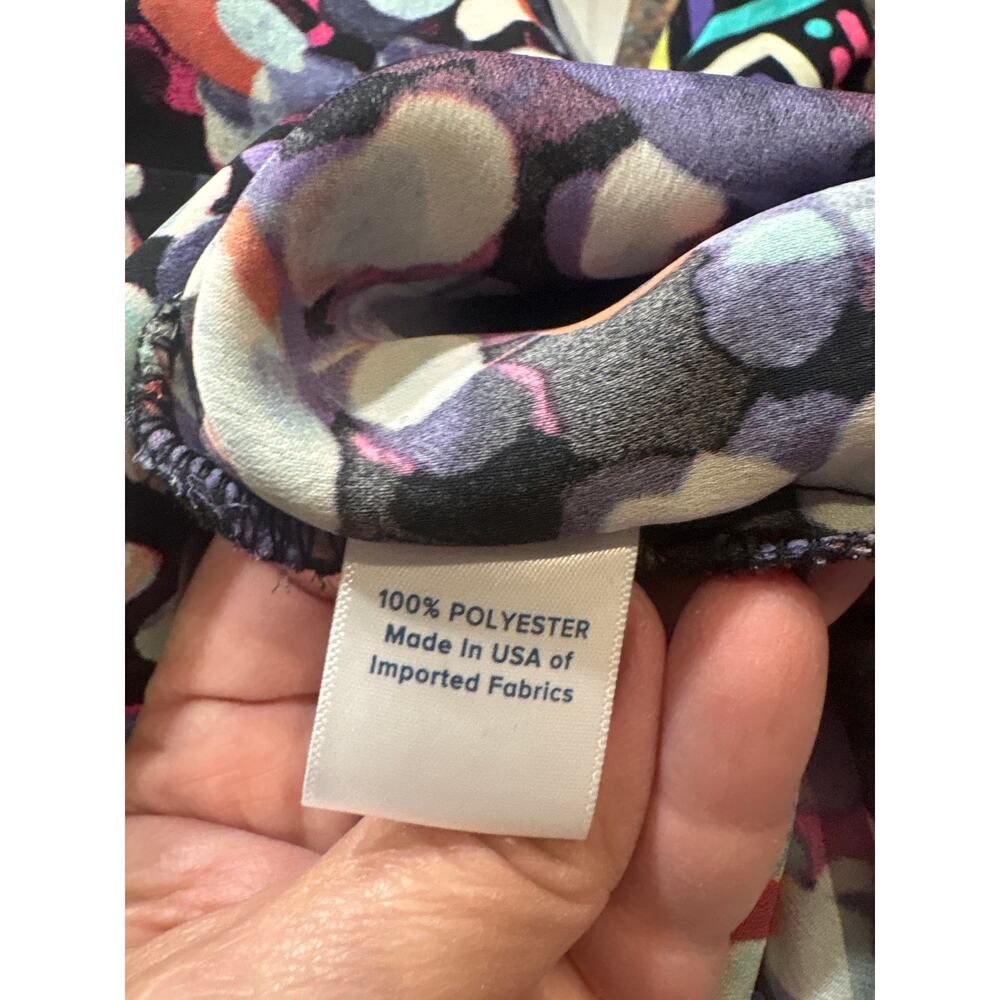 100% POLYESTER
Made In USA of
Imported Fabrics